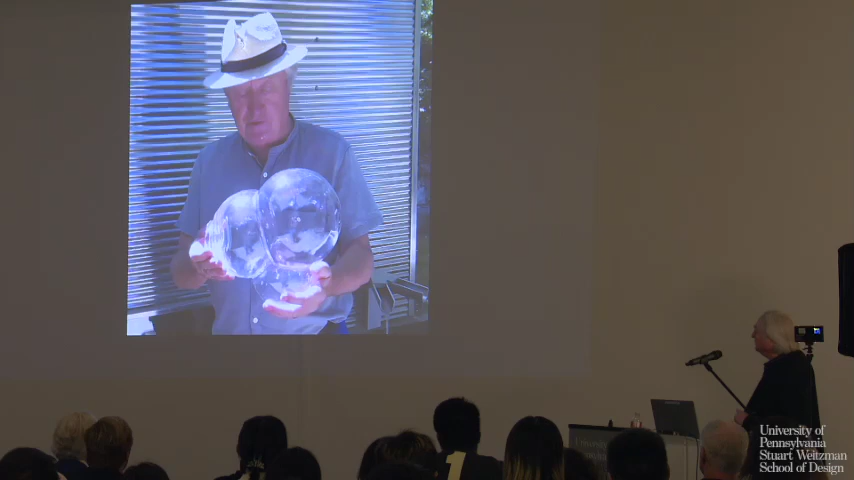 University of
Pennsylvania
Stuart Weitzman
School of Design